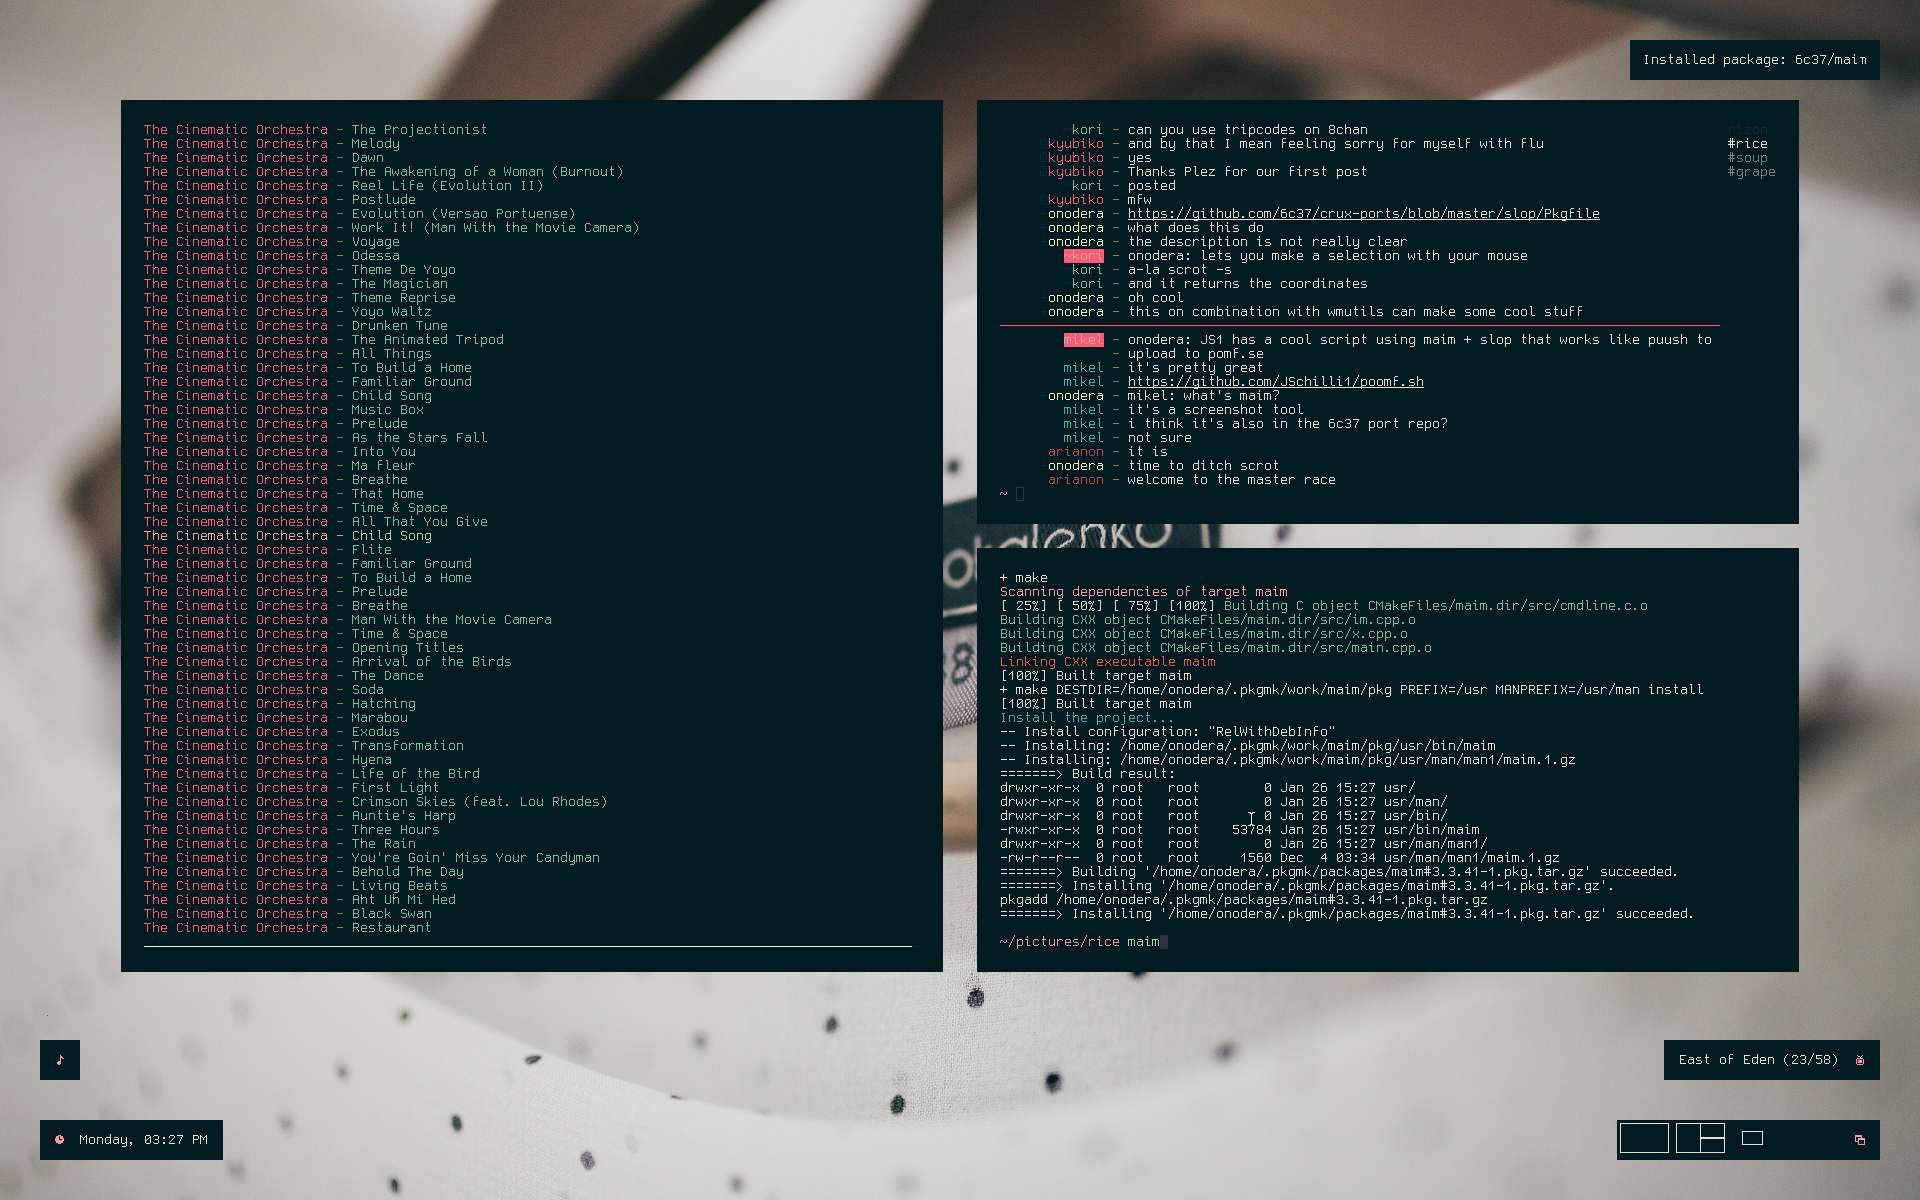 Installed package: 6c37/maim
The Cinematic Orchestra - The Projectionist
The Cinematic Orchestra - Melody
The Cinematic Orchestra - Dawn
The Cinematic Orchestra - The Awakening of a Woman (Burnout)
The Cinematic Orchestra - Reel Life (Evolution II)
The Cinematic Orchestra - Postlude
The Cinematic Orchestra - Evolution (Versao Portuense)
The Cinematic Orchestra - Work It! (Man With the Movie Camera)
The Cinematic Orchestra - Voyage
The Cinematic Orchestra - Odessa
The Cinematic Orchestra - Theme De Yoyo
The Cinematic Orchestra - The Magician
The Cinematic Orchestra - Theme Reprise
The Cinematic Orchestra - Yoyo Waltz
The Cinematic Orchestra - Drunken Tune
The Cinematic Orchestra - The Animated Tripod
The Cinematic Orchestra - All Things
The Cinematic Orchestra - To Build a Home
The Cinematic Orchestra - Familiar Ground
The Cinematic Orchestra - Child Song
The Cinematic Orchestra - Music Box
The Cinematic Orchestra - Prelude
The Cinematic Orchestra - As the Stars Fall
The Cinematic Orchestra - Into You
The Cinematic Orchestra - Ma fleur
The Cinematic Orchestra - Breathe
The Cinematic Orchestra - That Home
The Cinematic Orchestra - Time & Space
The Cinematic Orchestra - All That You Give
The Cinematic Orchestra - Child Song
The Cinematic Orchestra - Flite
The Cinematic Orchestra - Familiar Ground
The Cinematic Orchestra - To Build a Home
The Cinematic Orchestra - Prelude
The Cinematic Orchestra - Breathe
The Cinematic Orchestra - Man With the Movie Camera
The Cinematic Orchestra - Time & Space
The Cinematic Orchestra - Opening Titles
The Cinematic Orchestra - Arrival of the Birds
The Cinematic Orchestra - The Dance
The Cinematic Orchestra - Soda
The Cinematic Orchestra - Hatching
The Cinematic Orchestra - Marabou
The Cinematic Orchestra - Exodus
The Cinematic Orchestra - Transformation
The Cinematic Orchestra - Hyena
The Cinematic Orchestra - Life of the Bird
The Cinematic Orchestra - First Light
The Cinematic Orchestra - Crimson Skies (feat. Lou Rhodes)
The Cinematic Orchestra - Auntie's Harp
The Cinematic Orchestra - Three Hours
The Cinematic Orchestra - The Rain
The Cinematic Orchestra - You're Goin' Miss Your Candyman
The Cinematic Orchestra - Behold The Day
The Cinematic Orchestra - Living Beats
The Cinematic Orchestra - Aht Uh Mi Hed
The Cinematic Orchestra - Black Swan
The Cinematic Orchestra - Restaurant
kori - can you use tripcodes on 8chan
kyubiko - and by that I mean feeling sorry for myself with flu
kyubiko - yes
kyubiko - Thanks Plez for our first post
kori - posted
kyubiko - mfw
onodera - https://github.com/6c37/crux-ports/blob/master/slop/Pkgfile
onodera - what does this do
onodera - the description is not really clear
~kori - onodera: lets you make a selection with your mouse
kori - a-la scrot -s
kori - and it returns the coordinates
onodera - oh cool
onodera - this on combination with wmutils can make some cool stuff
mikel - onodera: JS1 has a cool script using maim + slop that works like puush to
- upload to pomf.se
mikel - it's pretty great
mikel - https://github.com/JSchilli1/poomf.sh
onodera - mikel: what's maim?
mikel - it's a screenshot tool
mikel - i think it's also in the 6c37 port repo?
mikel - not sure
arianon - it is
onodera - time to ditch scrot
arianon - welcome to the master race
~
rizon
#rice
#soup
#grape
+ make
Scanning dependencies of target maim
[ 25%] [ 50%] [ 75%] [100%] Building C object CMakeFiles/maim.dir/src/cmdline.c.o
Building CXX object CMakeFiles/maim.dir/src/im.cpp.o
Building CXX object CMakeFiles/maim.dir/src/x.cpp.o
Building CXX object CMakeFiles/maim.dir/src/main.cpp.o
Linking CXX executable maim
[100%] Built target maim
+ make DESTDIR=/home/onodera/.pkgmk/work/maim/pkg PREFIX=/usr MANPREFIX=/usr/man install
[100%] Built target maim
Install the project...
-- Install configuration: "RelWithDebInfo"
-- Installing: /home/onodera/.pkgmk/work/maim/pkg/usr/bin/maim
-- Installing: /home/onodera/.pkgmk/work/maim/pkg/usr/man/man1/maim.1.gz
=======> Build result:
drwxr-xr-x 0 root root 0 Jan 26 15:27 usr/
drwxr-xr-x 0 root root 0 Jan 26 15:27 usr/man/
drwxr-xr-x 0 root root 0 Jan 26 15:27 usr/bin/
-rwxr-xr-x 0 root root 53784 Jan 26 15:27 usr/bin/maim
drwxr-xr-x 0 root root 0 Jan 26 15:27 usr/man/man1/
-rw-r--r-- 0 root root 1560 Dec 4 03:34 usr/man/man1/maim.1.gz
=======> Building '/home/onodera/.pkgmk/packages/maim#3.3.41-1.pkg.tar.gz' succeeded.
=======> Installing '/home/onodera/.pkgmk/packages/maim#3.3.41-1.pkg.tar.gz'.
pkgadd /home/onodera/.pkgmk/packages/maim#3.3.41-1.pkg.tar.gz
=======> Installing '/home/onodera/.pkgmk/packages/maim#3.3.41-1.pkg.tar.gz' succeeded.
~/pictures/rice maim
East of Eden (23/58)
Monday, 03:27 PM